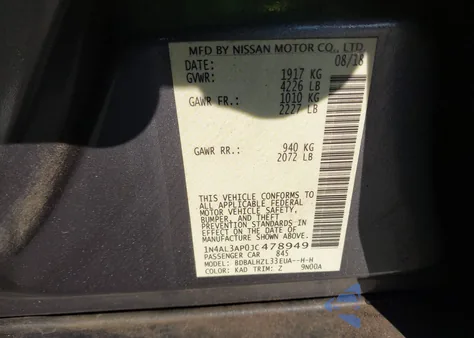 MFD BY NISSAN MOTOR CO., LTD.
DATE: 08/18
GVWR: 1917 KG
4226 LB
GAWR FR.: 1010 KG
2227 LB
GAWR RR.: 940 KG
2072 LB
THIS VEHICLE CONFORMS TO
ALL APPLICABLE FEDERAL
MOTOR VEHICLE SAFETY,
BUMPER, AND THEFT
PREVENTION STANDARDS IN
EFFECT ON THE DATE OF
MANUFACTURE SHOWN ABOVE.
1N4AL3AP0JC478949
PASSENGER CAR 845
MODEL: BDBALHZL33EUA--H-H
COLOR: KAD TRIM: Z 9N00A